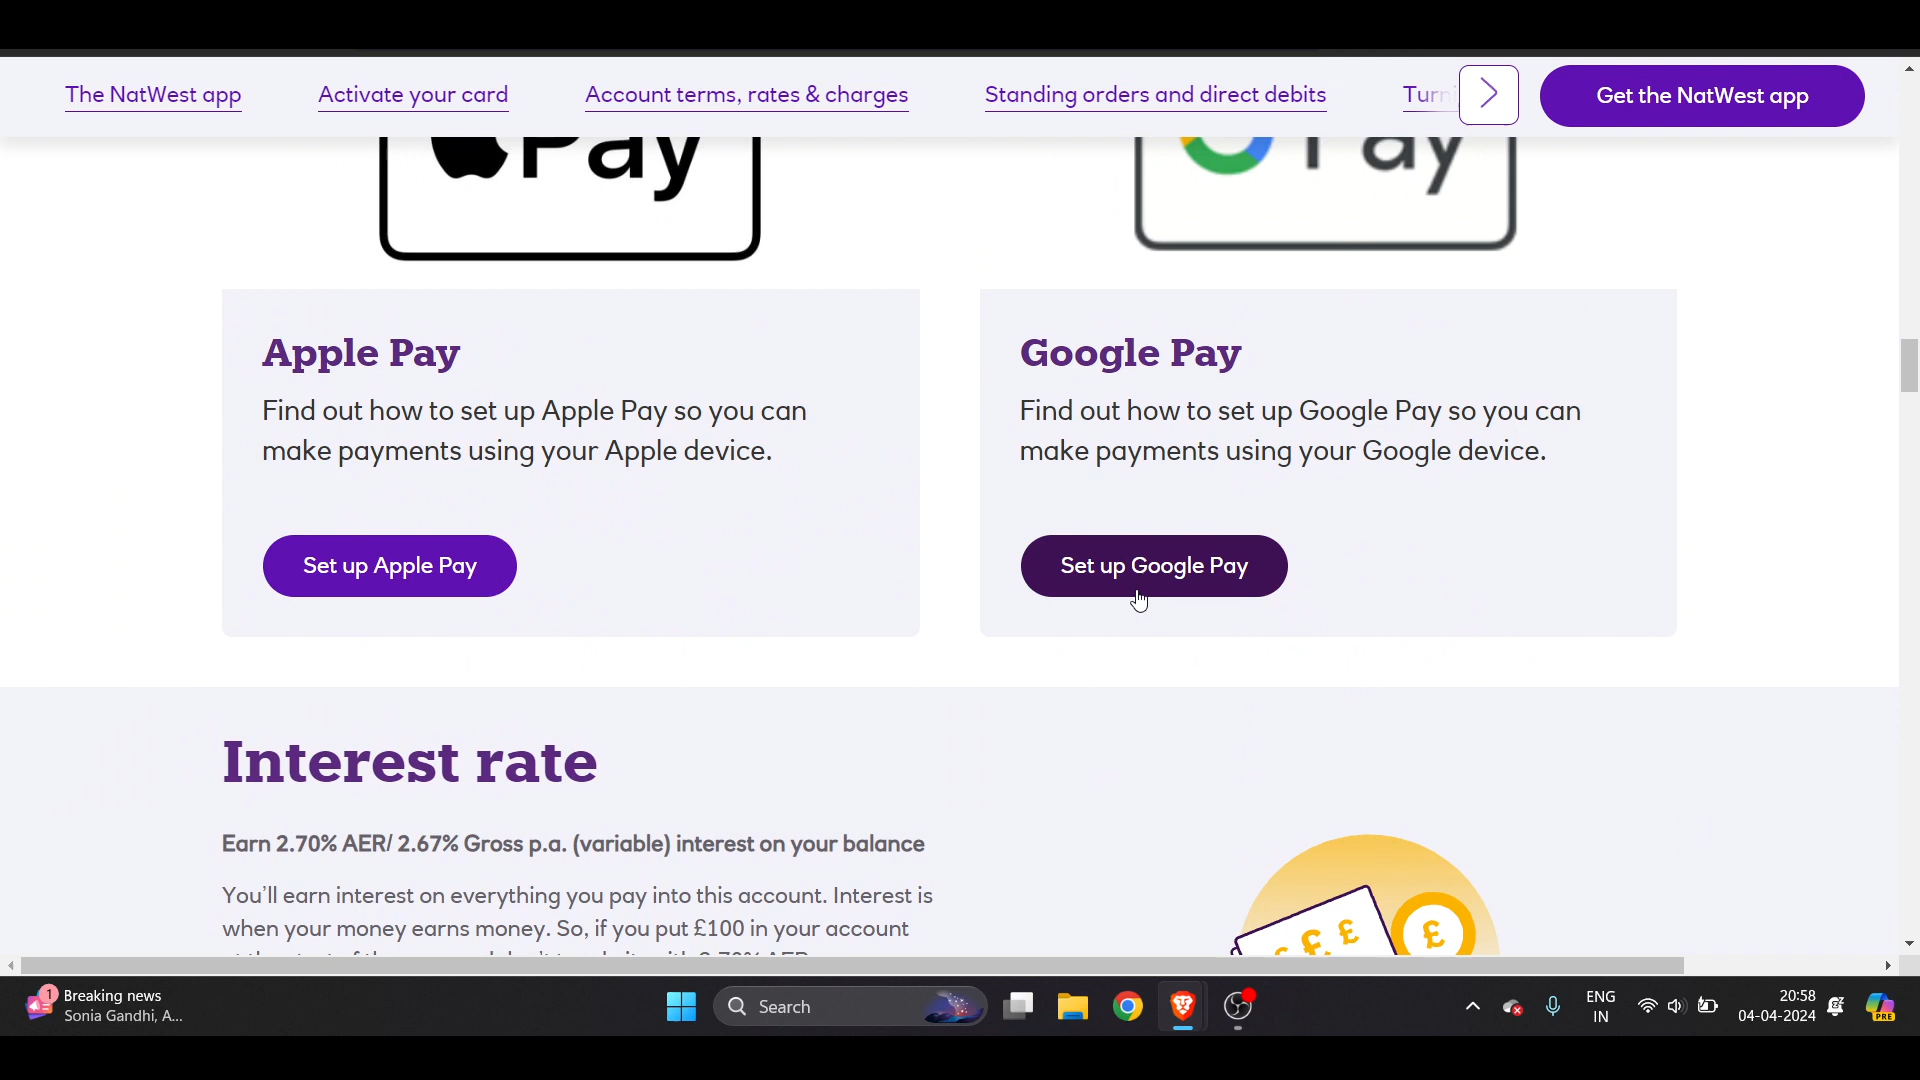 The NatWest app
Activate your card
Account terms, rates & charges
Standing orders and direct debits
Get the NatWest app
Pay
Pay
Apple Pay
Find out how to set up Apple Pay so you can
make payments using your Apple device.
Set up Apple Pay
Google Pay
Find out how to set up Google Pay so you can
make payments using your Google device.
Set up Google Pay
Interest rate
Earn 2.70% AER/ 2.67% Gross p.a. (variable) interest on your balance
You'll earn interest on everything you pay into this account. Interest is
when your money earns money. So, if you put £100 in your account
£ £ £
1
Breaking news
Sonia Gandhi, A...
Search
ENG
IN
20:58
04-04-2024
PRE